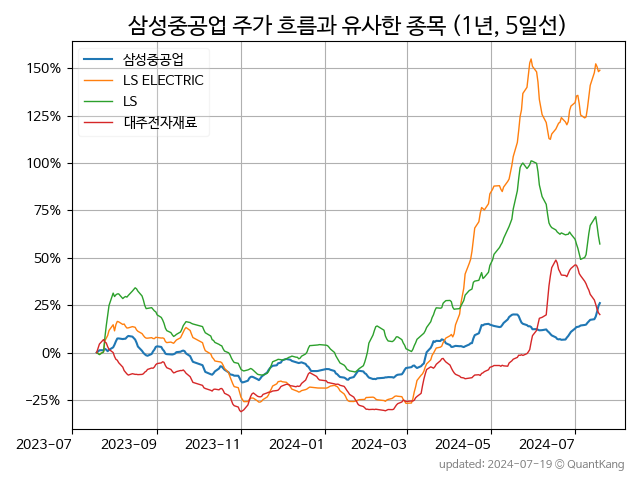 삼성중공업 주가 흐름과 유사한 종목 (1년, 5일선)
삼성중공업
LS ELECTRIC
LS
대주전자재료
150%
125%
100%
75%
50%
25%
0%
−25%
2023-07
2023-09
2023-11
2024-01
2024-03
2024-05
2024-07
updated: 2024-07-19 © QuantKang